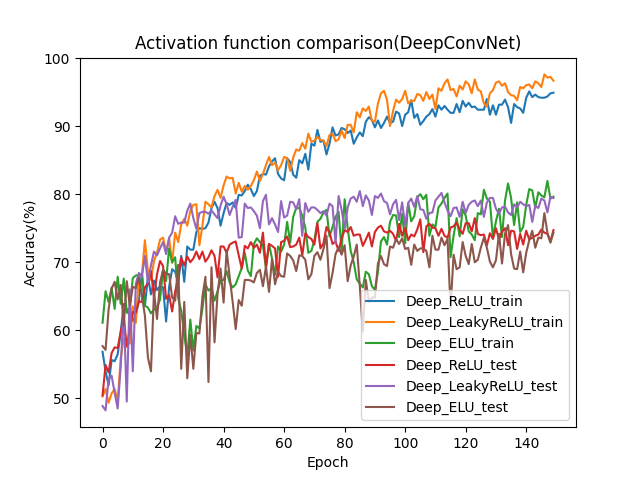 Activation function comparison(DeepConvNet)
Accuracy(%)
100
90
80
70
60
50
0 20 40 60 80 100 120 140
Epoch
Deep_ReLU_train
Deep_LeakyReLU_train
Deep_ELU_train
Deep_ReLU_test
Deep_LeakyReLU_test
Deep_ELU_test